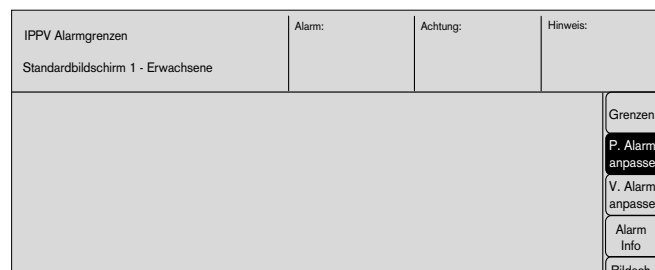 IPPV Alarmgrenzen
Alarm:
Achtung:
Hinweis:
Standardbildschirm 1 - Erwachsene
Grenzen
P. Alarm
anpasse
V. Alarm
anpasse
Alarm
Info